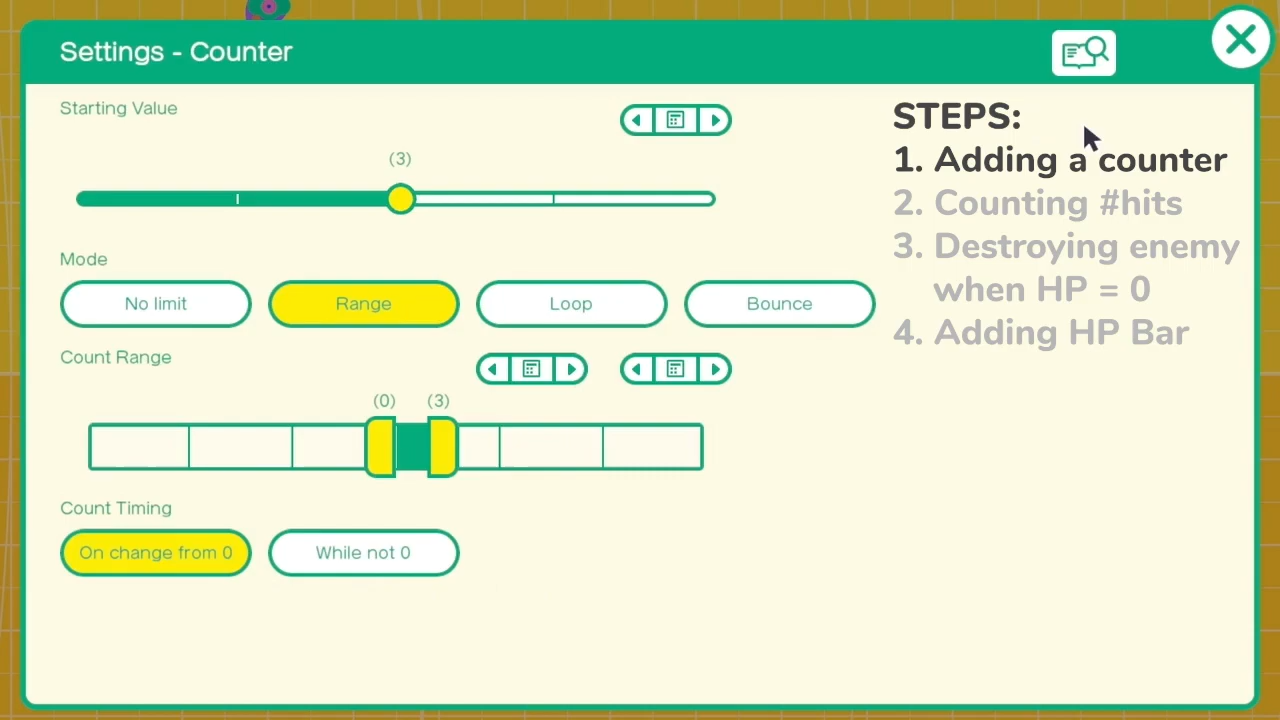 Settings - Counter
Starting Value
(3)
Mode
No limit
Range
Loop
Bounce
Count Range
(0)
(3)
Count Timing
On change from 0
While not 0
STEPS:
1. Adding a counter
2. Counting #hits
3. Destroying enemy
when HP = 0
4. Adding HP Bar